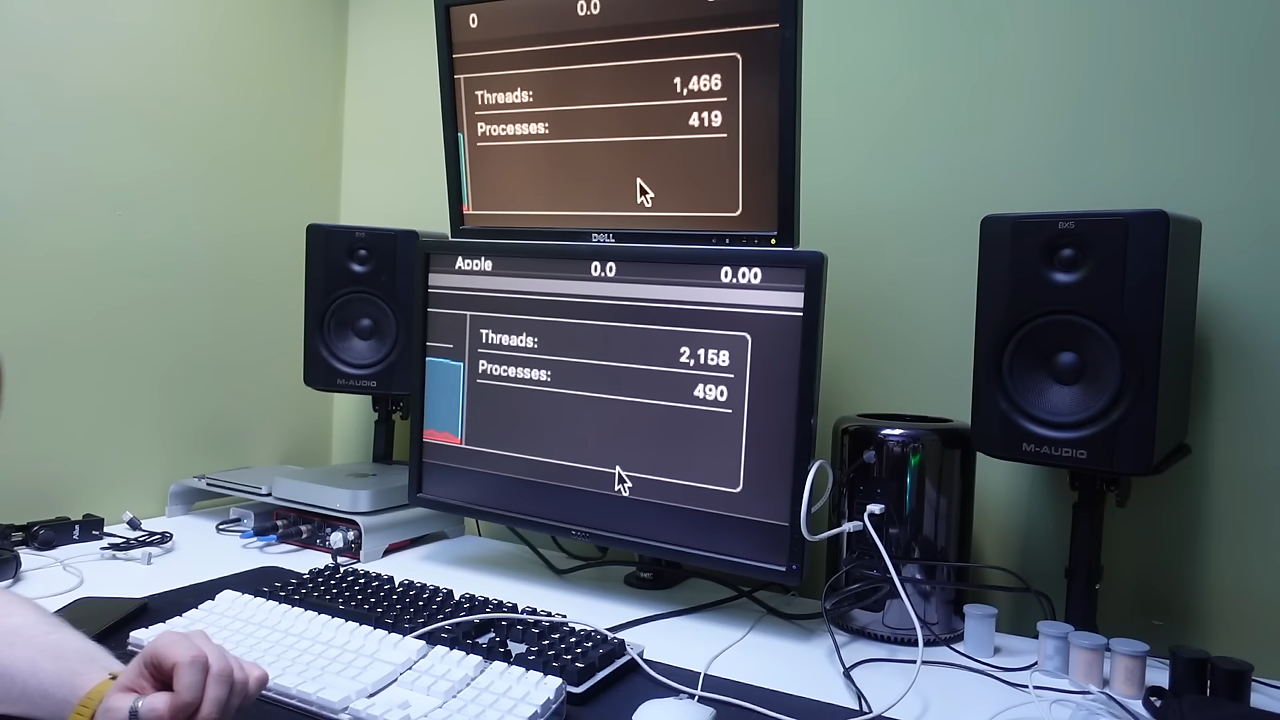 0 0.0
Threads: 1,466
Processes: 419
DELL
Apple 0.0 0.00
Threads: 2,158
Processes: 490
M-AUDIO
BX5
M-AUDIO